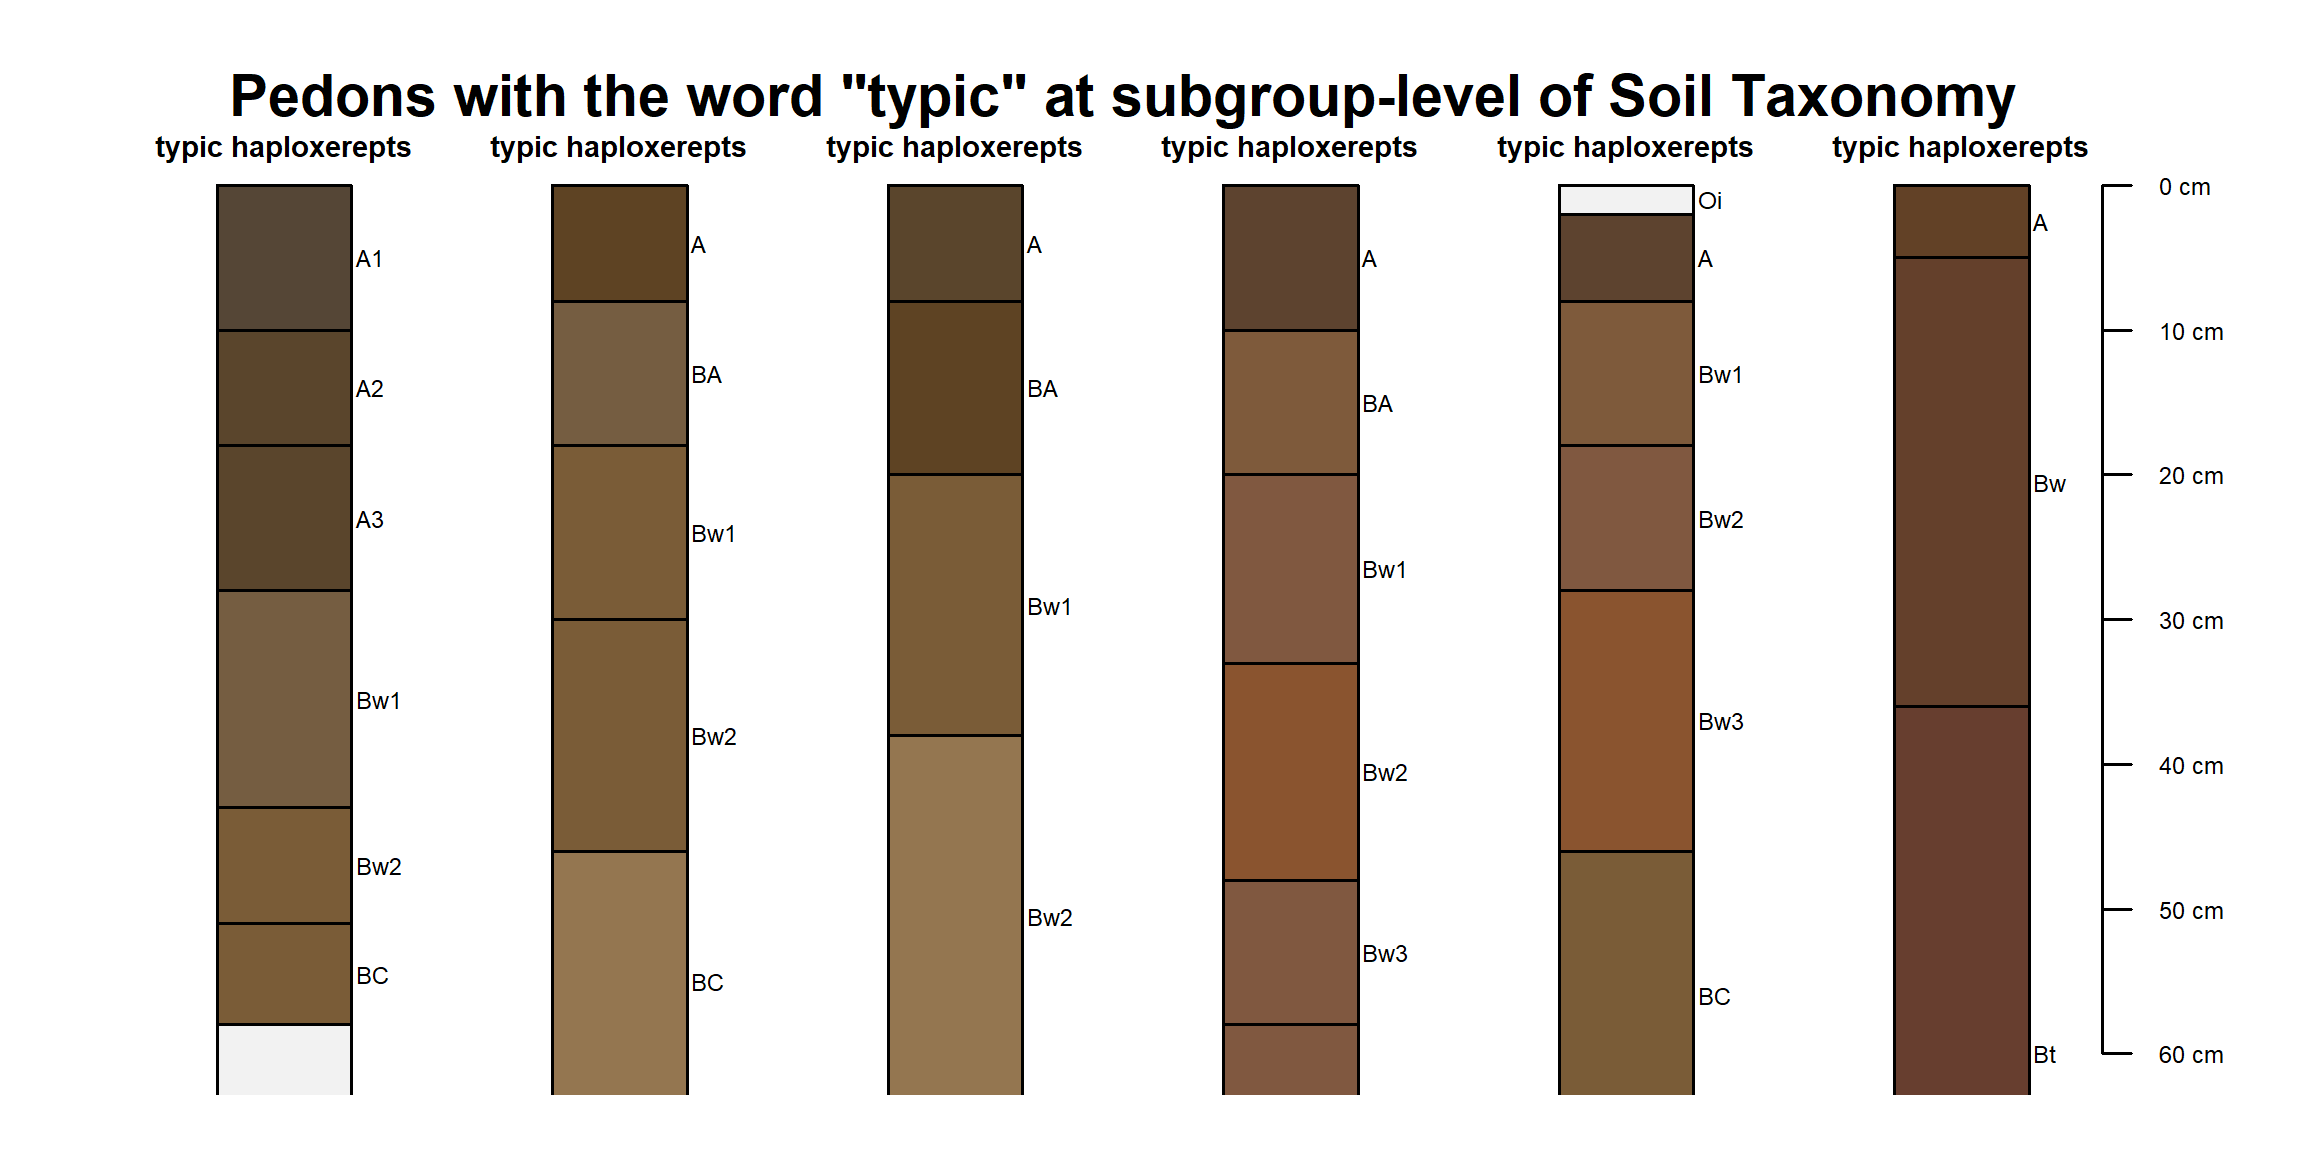 Pedons with the word "typic" at subgroup-level of Soil Taxonomy
typic haploxerepts
A1
A2
A3
Bw1
Bw2
BC
typic haploxerepts
A
BA
Bw1
Bw2
BC
typic haploxerepts
A
BA
Bw1
Bw2
typic haploxerepts
A
BA
Bw1
Bw2
Bw3
typic haploxerepts
Oi
A
Bw1
Bw2
Bw3
BC
typic haploxerepts
A
Bw
Bt
0 cm
10 cm
20 cm
30 cm
40 cm
50 cm
60 cm